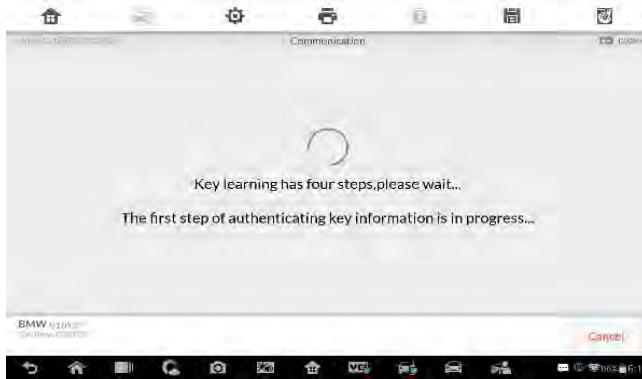 Communication
Key learning has four steps,please wait...
The first step of authenticating key information is in progress...
BMW
Cancel